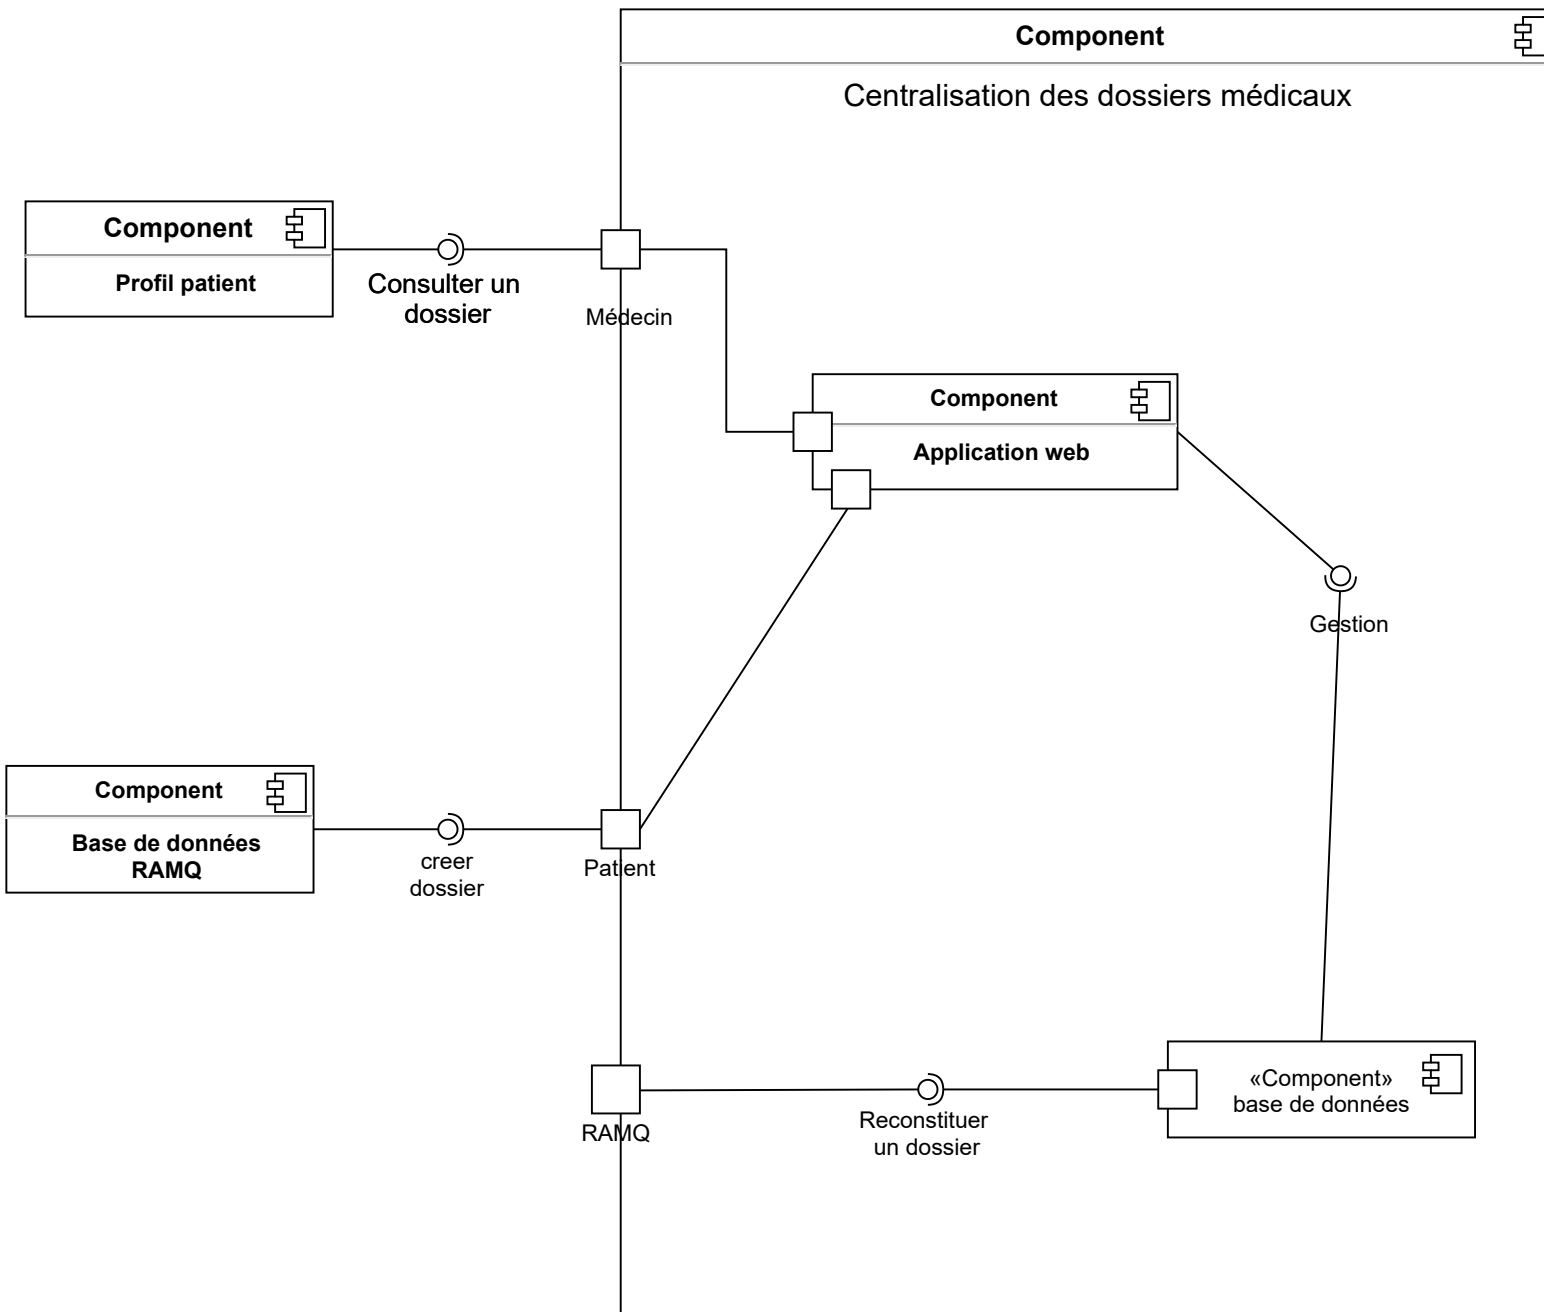 Component
Centralisation des dossiers médicaux
Component
Profil patient
Consulter un
dossier
Médecin
Component
Application web
Gestion
Component
Base de données
RAMQ
creer
dossier
Patient
«Component»
base de données
Reconstituer
un dossier
RAMQ